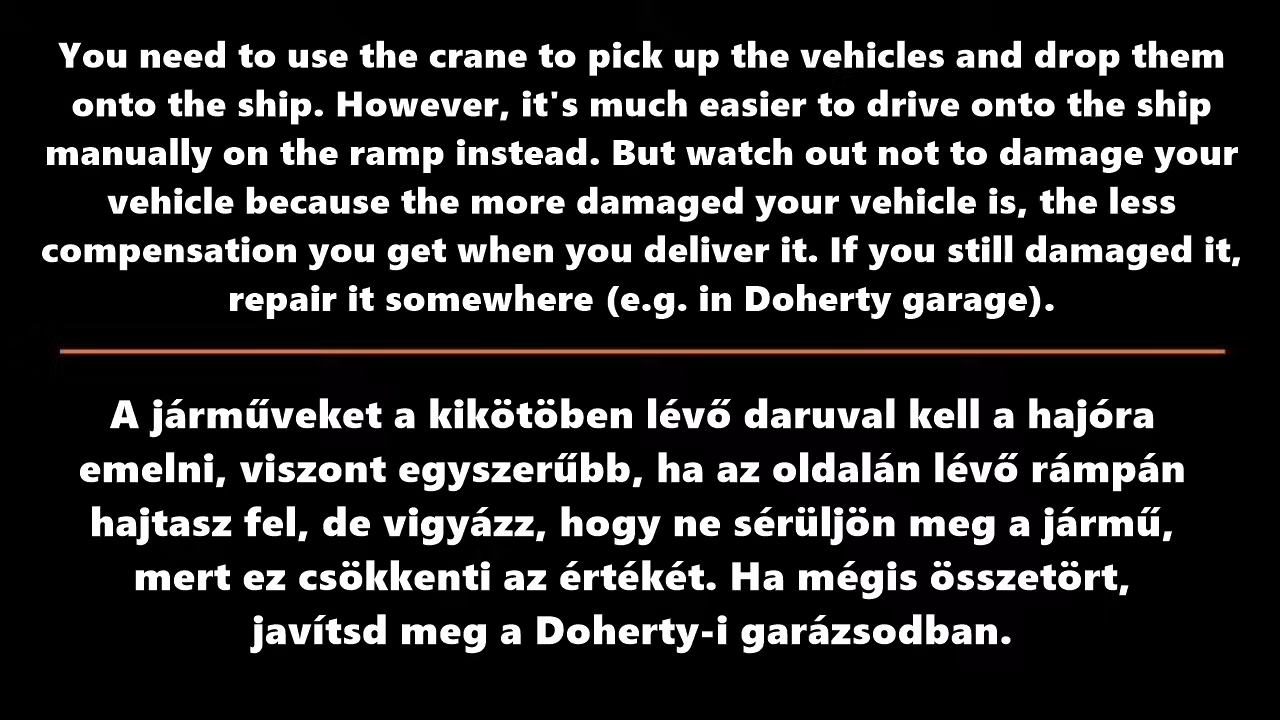 You need to use the crane to pick up the vehicles and drop them
onto the ship. However, it's much easier to drive onto the ship
manually on the ramp instead. But watch out not to damage your
vehicle because the more damaged your vehicle is, the less
compensation you get when you deliver it. If you still damaged it,
repair it somewhere (e.g. in Doherty garage).
A járműveket a kikötöben lévő daruval kell a hajóra
emelni, viszont egyszerűbb, ha az oldalán lévő rámpán
hajtasz fel, de vigyázz, hogy ne sérüljön meg a jármű,
mert ez csökkenti az értékét. Ha mégis összetört,
javítsd meg a Doherty-i garázsodban.